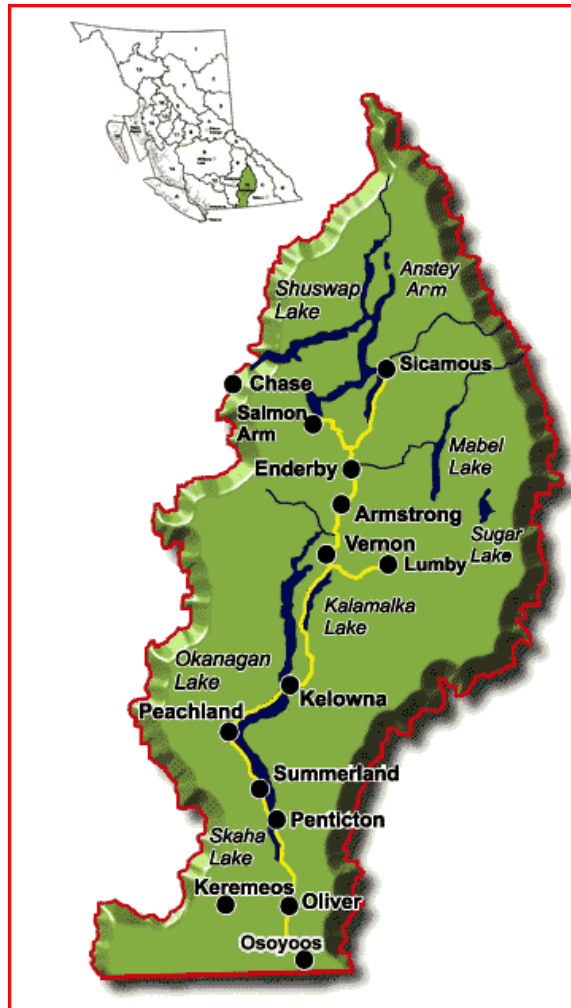 Shuswap
Lake
Anstey
Arm
Sicamous
Chase
Salmon
Arm
Mabel
Lake
Enderby
Armstrong
Sugar
Lake
Vernon
Lumby
Kalamalka
Lake
Okanagan
Lake
Kelowna
Peachland
Summerland
Penticton
Skaha
Lake
Keremeos
Oliver
Osoyoos